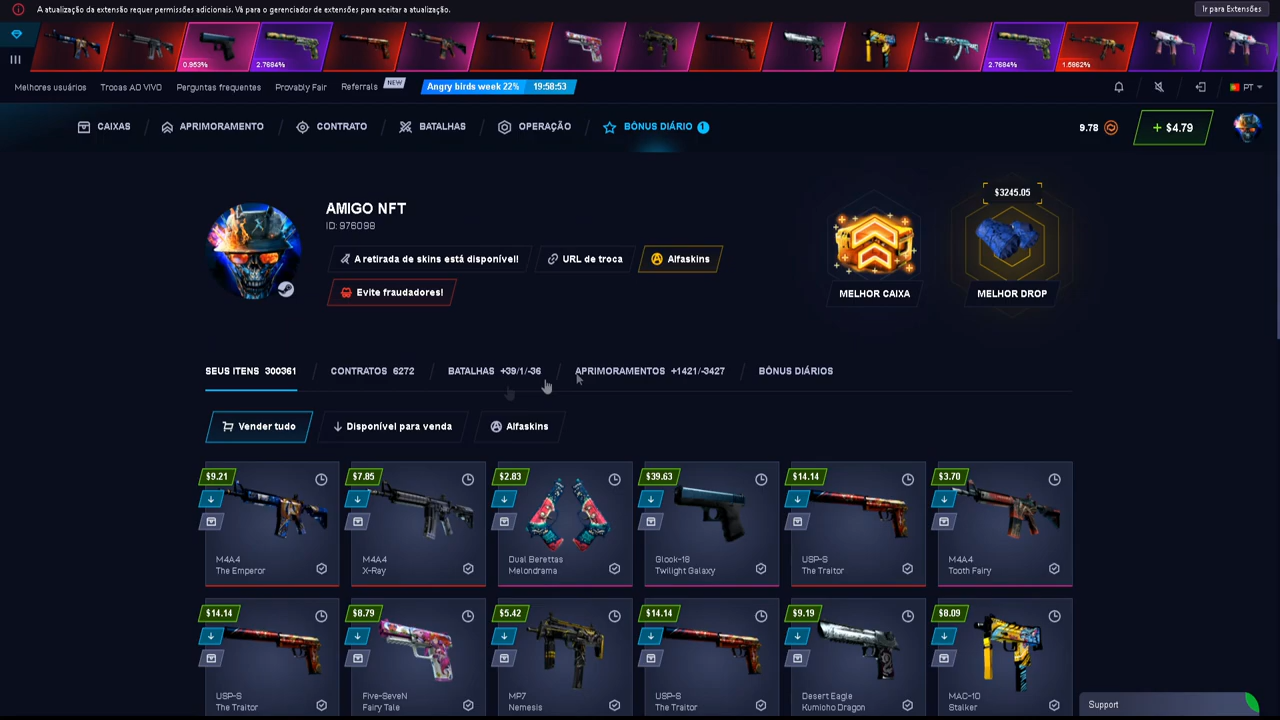 A atualização da extensão requer permissões adicionais. Vá para o gerenciador de extensões para aceitar a atualização.
Ir para Extensões
0.953%
2.7684%
2.7684%
1.5862%
Melhores usuários
Trocas AO VIVO
Perguntas frequentes
Provably Fair
Referrals
NEW
Angry birds week 22%
19:58:53
PT
CAIXAS
APRIMORAMENTO
CONTRATO
BATALHAS
OPERAÇÃO
BÔNUS DIÁRIO
1
9.78
+ $4.79
AMIGO NFT
ID: 976098
A retirada de skins está disponível!
URL de troca
Alfaskins
Evite fraudadores!
MELHOR CAIXA
$3245.05
MELHOR DROP
SEUS ITENS 300361
CONTRATOS 6272
BATALHAS +39/1/-36
APRIMORAMENTOS +1421/-3427
BÔNUS DIÁRIOS
Vender tudo
Disponível para venda
Alfaskins
$9.21
M4A4
The Emperor
$7.85
M4A4
X-Ray
$2.83
Dual Berettas
Melondrama
$39.63
Glock-18
Twilight Galaxy
$14.14
USP-S
The Traitor
$3.70
M4A4
Tooth Fairy
$14.14
USP-S
The Traitor
$8.79
Five-SeveN
Fairy Tale
$5.42
MP7
Nemesis
$14.14
USP-S
The Traitor
$9.19
Desert Eagle
Kumicho Dragon
$8.09
MAC-10
Stalker
Support